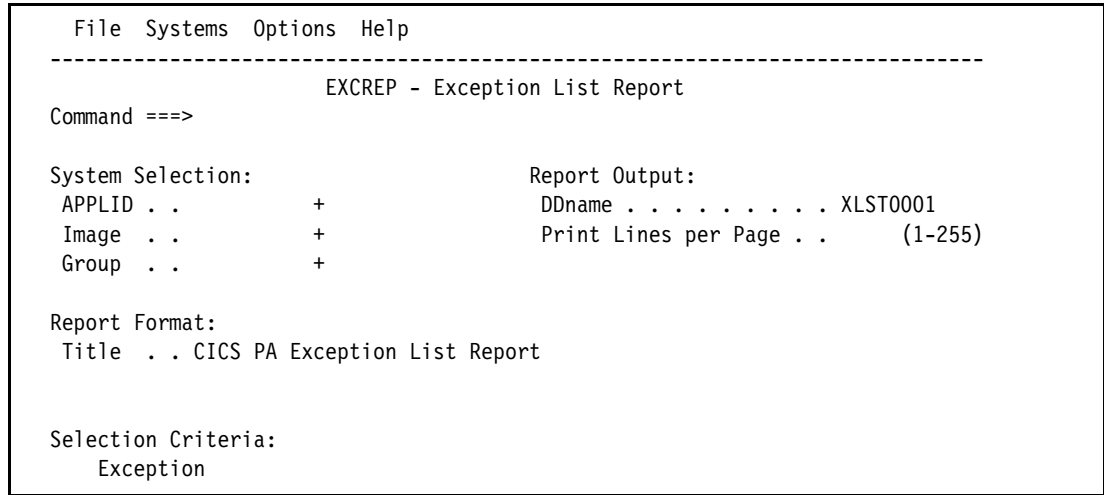 File Systems Options Help
------------------------------------------------------------------------------
EXCREP - Exception List Report
Command ===>
System Selection: Report Output:
APPLID . . + DDname . . . . . . . . . XLST0001
Image . . + Print Lines per Page . . (1-255)
Group . . +
Report Format:
Title . . CICS PA Exception List Report
Selection Criteria:
Exception